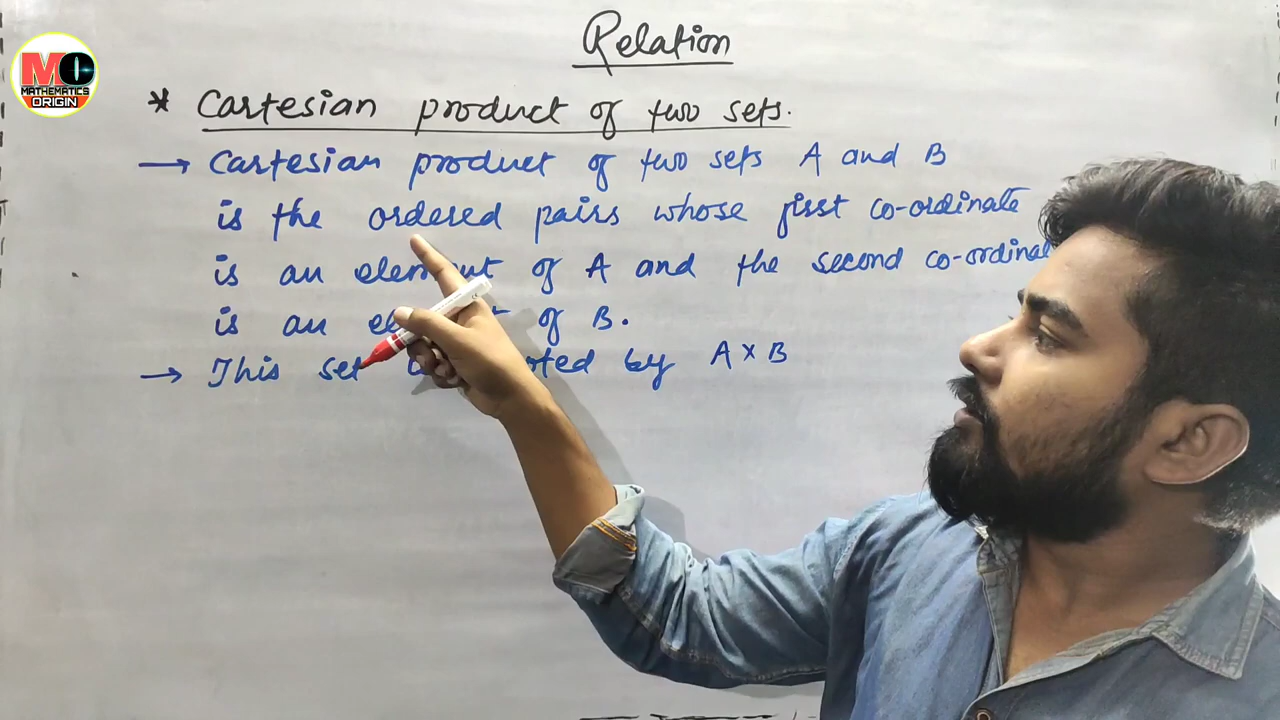 Relation
MO
MATHEMATICS
ORIGIN
* Cartesian product of two sets.
→ Cartesian product of two sets A and B
is the ordered pairs whose first co-ordinate
is an element of A and the second co-ordinat
is an of B.
→ This set by A × B